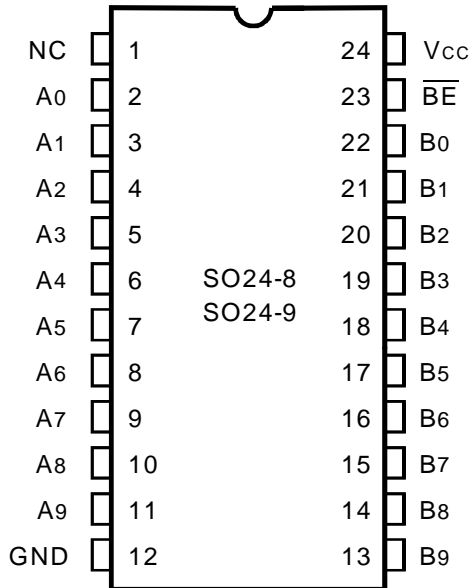 NC 1 24 Vcc
A0 2 23 B̅E̅
A1 3 22 B0
A2 4 21 B1
A3 5 20 B2
A4 6 SO24-8 19 B3
A5 7 SO24-9 18 B4
A6 8 17 B5
A7 9 16 B6
A8 10 15 B7
A9 11 14 B8
GND 12 13 B9